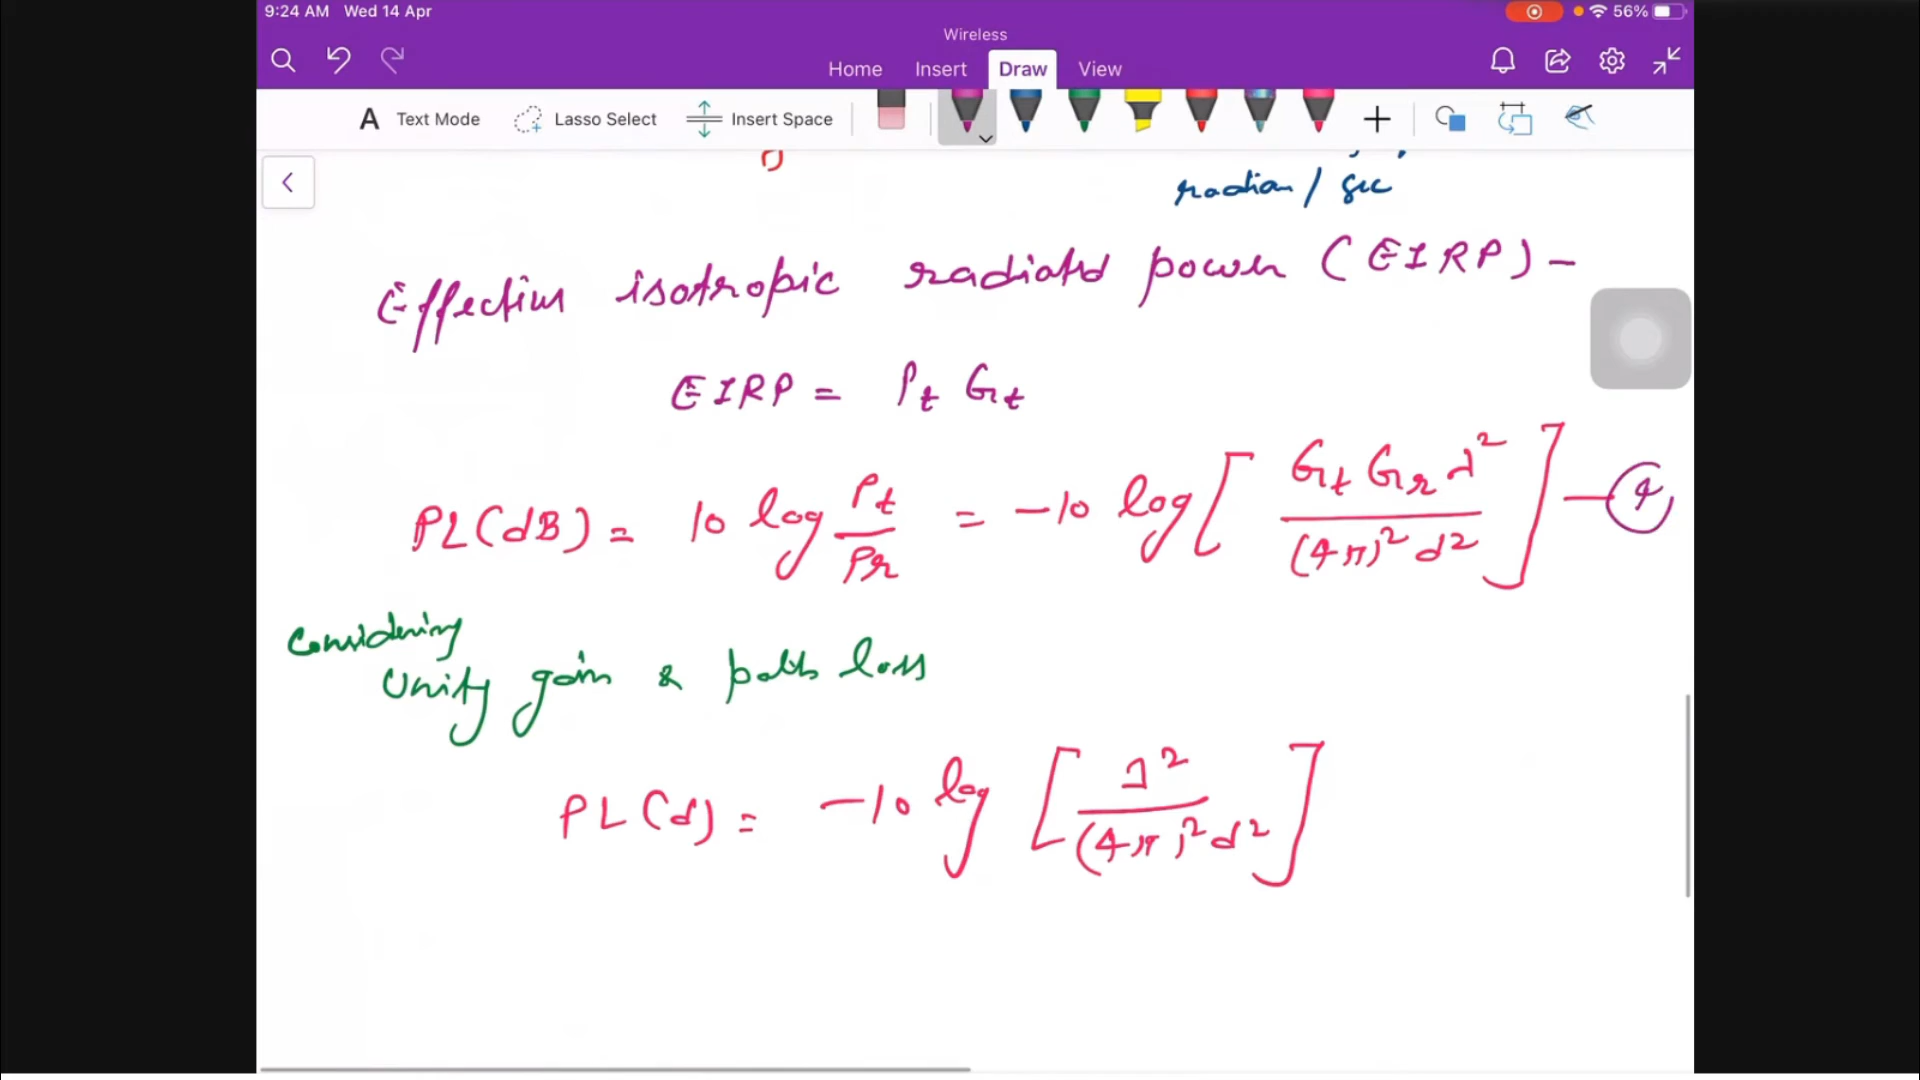 9:24 AM Wed 14 Apr
56%
Wireless
Home Insert Draw View
Text Mode Lasso Select Insert Space
radian / sec
Effective isotropic radiated power (EIRP) -
EIRP = Pt Gt
PL(dB) = 10 log Pt/Pr = -10 log [ Gt Gr λ² / (4π)² d² ] — 4
Considering
Unity gain & path loss
PL(d) = -10 log [ λ² / (4π)² d² ]